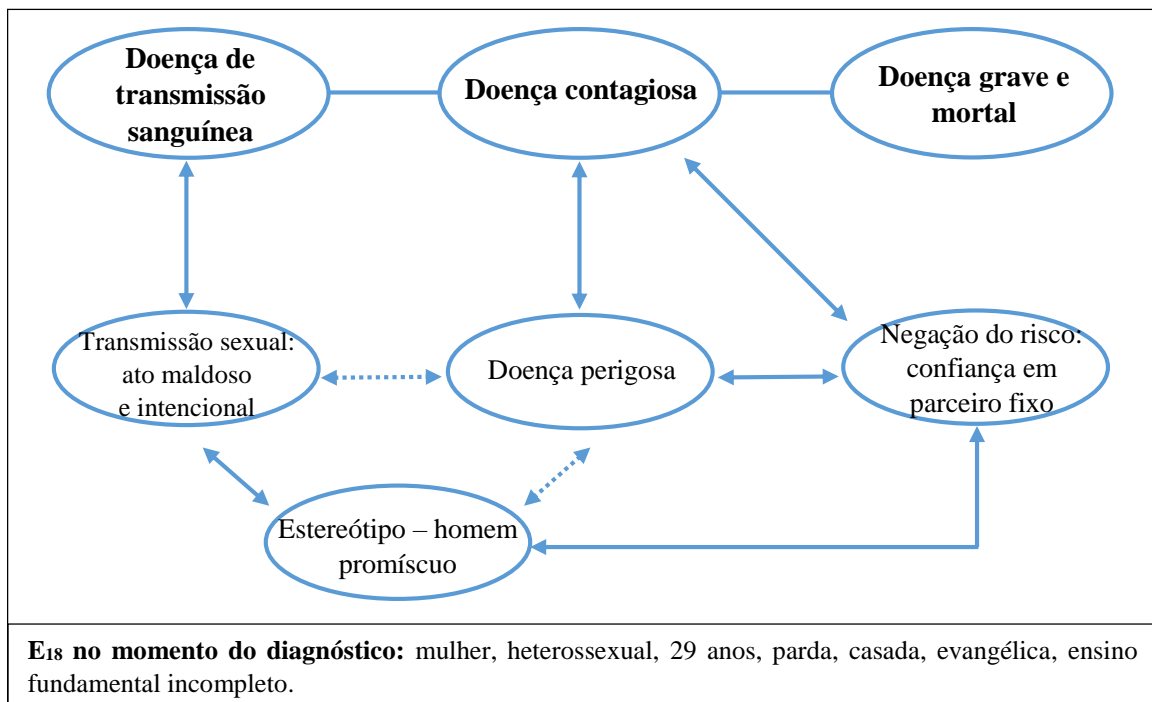 Doença de
transmissão
sanguínea
Doença contagiosa
Doença grave e
mortal
Transmissão sexual:
ato maldoso
e intencional
Doença perigosa
Negação do risco:
confiança em
parceiro fixo
Estereótipo – homem
promíscuo
E18 no momento do diagnóstico: mulher, heterossexual, 29 anos, parda, casada, evangélica, ensino
fundamental incompleto.